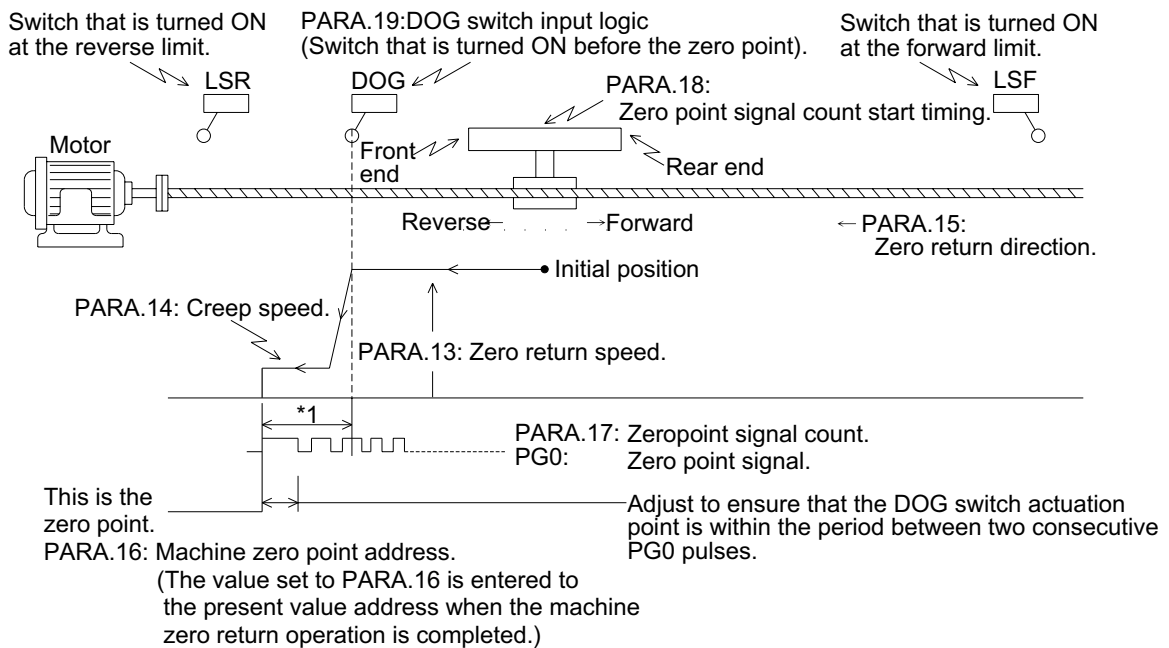 Switch that is turned ON
at the reverse limit.
PARA.19:DOG switch input logic
(Switch that is turned ON before the zero point).
Switch that is turned ON
at the forward limit.
LSR
DOG
LSF
PARA.18:
Zero point signal count start timing.
Motor
Front
end
Rear end
Reverse
Forward
PARA.15:
Zero return direction.
Initial position
PARA.14: Creep speed.
PARA.13: Zero return speed.
*1
PARA.17: Zeropoint signal count.
PG0: Zero point signal.
This is the
zero point.
Adjust to ensure that the DOG switch actuation
point is within the period between two consecutive
PG0 pulses.
PARA.16: Machine zero point address.
(The value set to PARA.16 is entered to
the present value address when the machine
zero return operation is completed.)